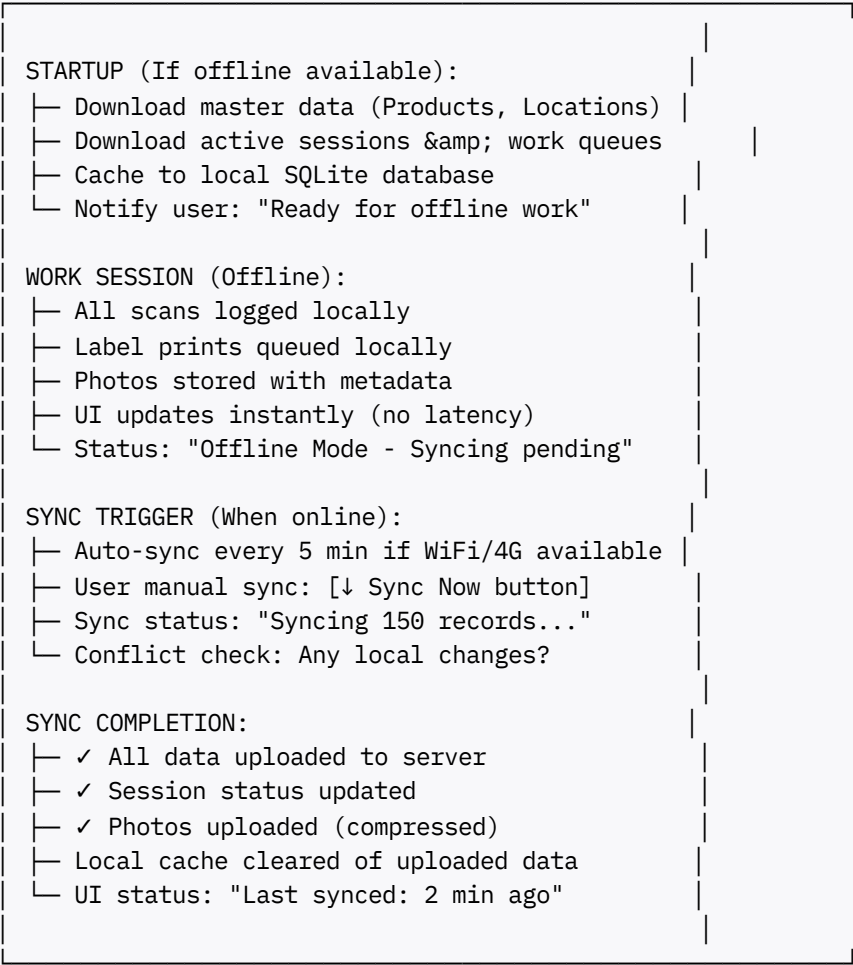 STARTUP (If offline available):
├─ Download master data (Products, Locations)
├─ Download active sessions &amp; work queues
├─ Cache to local SQLite database
└─ Notify user: "Ready for offline work"
WORK SESSION (Offline):
├─ All scans logged locally
├─ Label prints queued locally
├─ Photos stored with metadata
├─ UI updates instantly (no latency)
└─ Status: "Offline Mode - Syncing pending"
SYNC TRIGGER (When online):
├─ Auto-sync every 5 min if WiFi/4G available
├─ User manual sync: [↓ Sync Now button]
├─ Sync status: "Syncing 150 records..."
└─ Conflict check: Any local changes?
SYNC COMPLETION:
├─ ✓ All data uploaded to server
├─ ✓ Session status updated
├─ ✓ Photos uploaded (compressed)
├─ Local cache cleared of uploaded data
└─ UI status: "Last synced: 2 min ago"